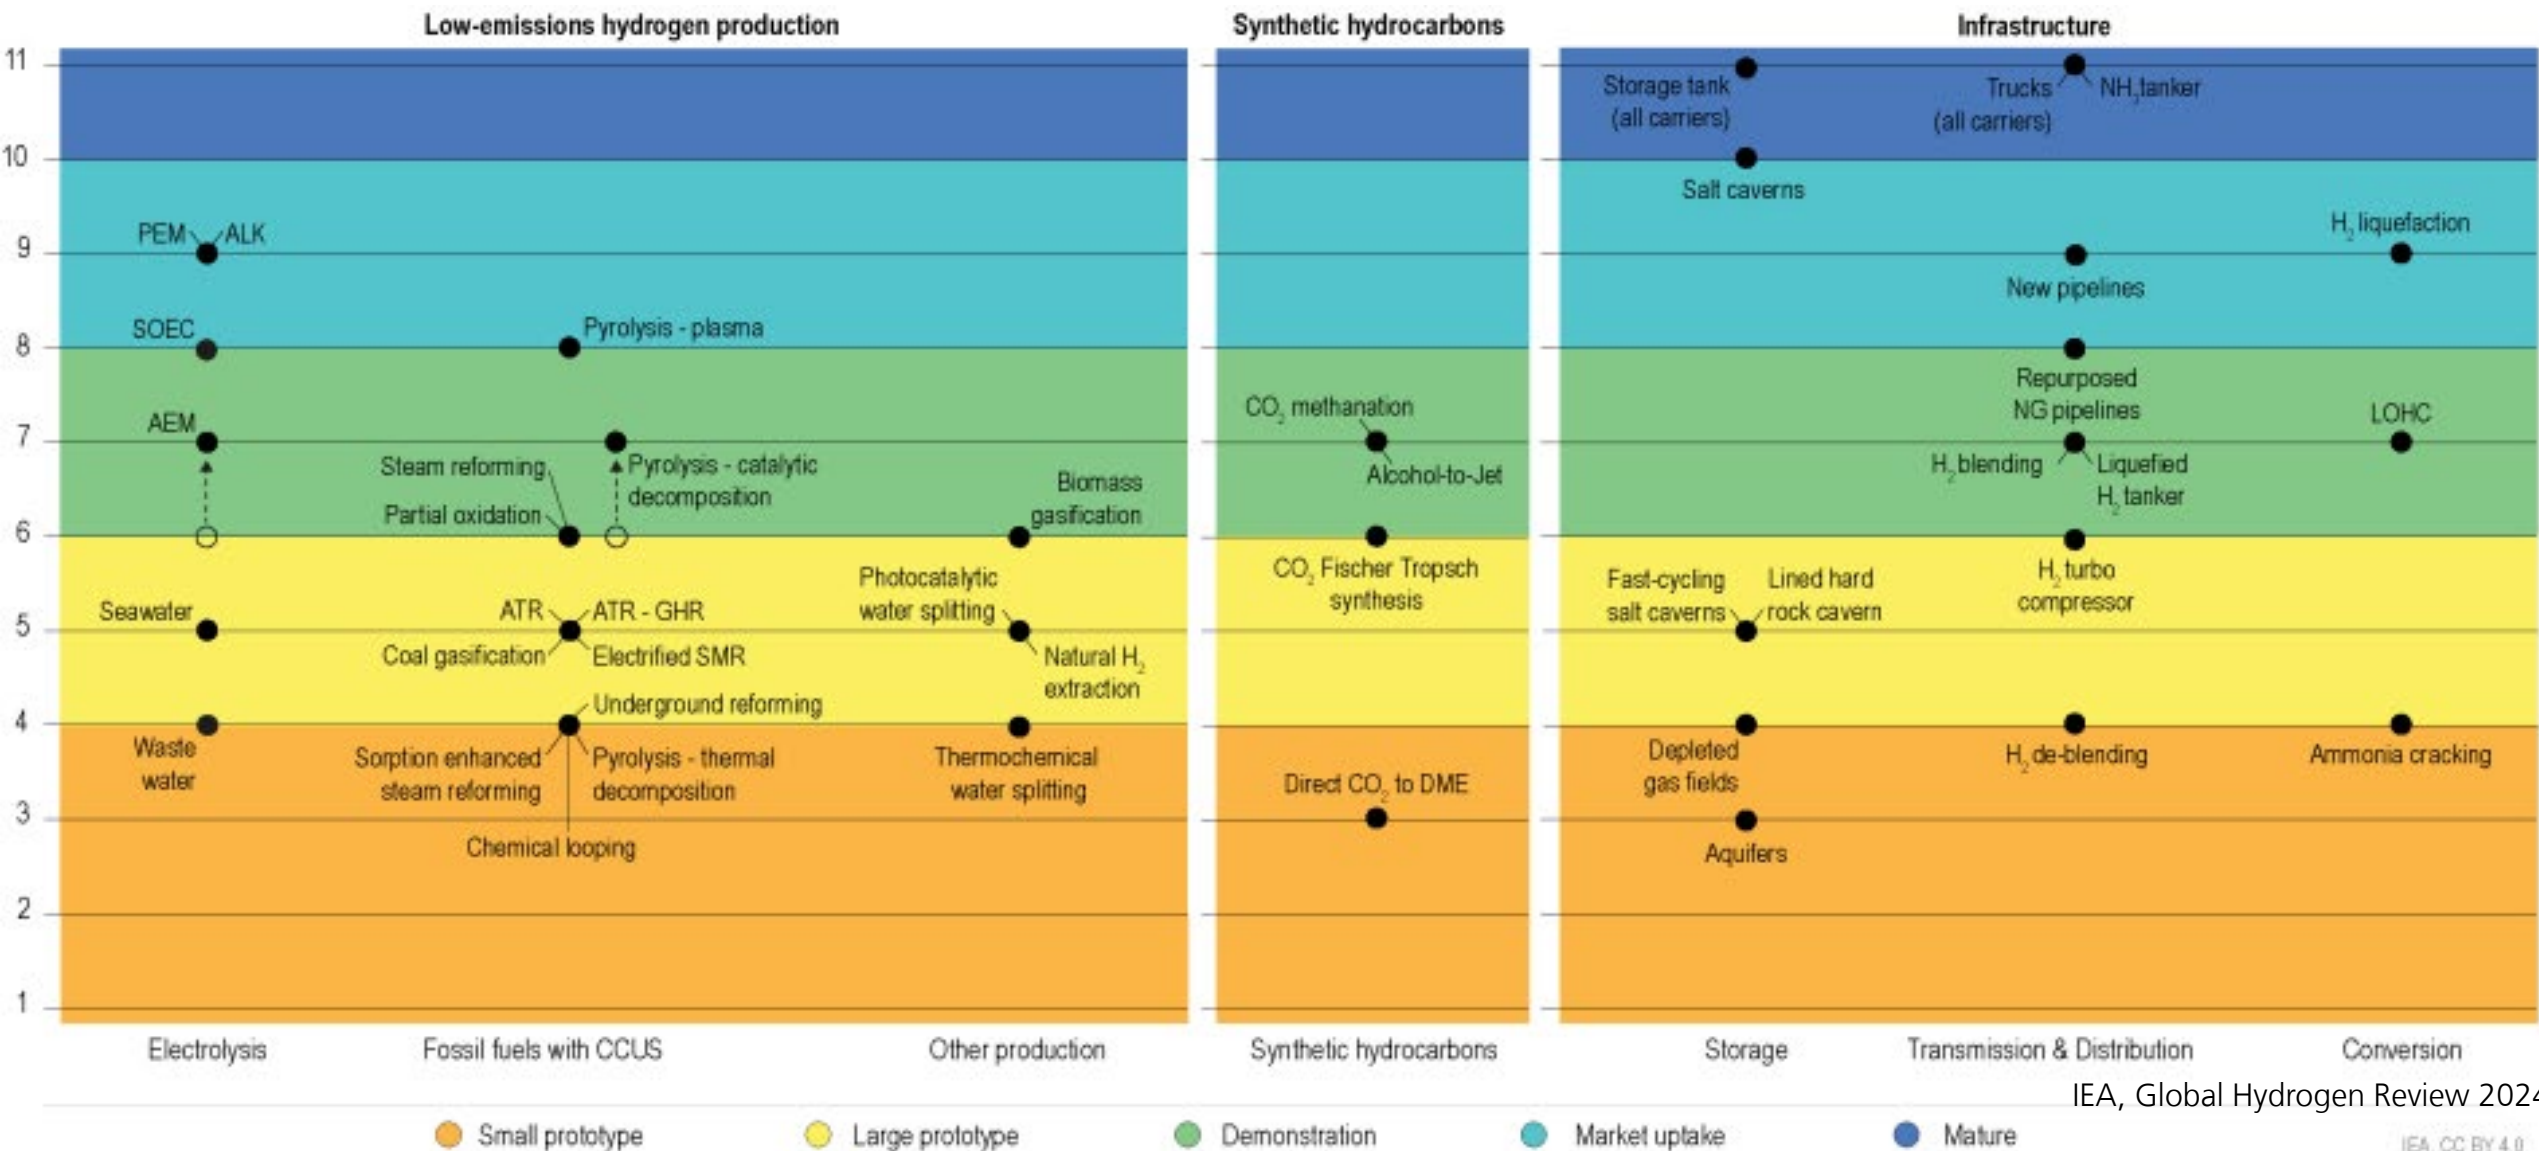 Low-emissions hydrogen production
Synthetic hydrocarbons
Infrastructure
11
10
9
8
7
6
5
4
3
2
1
PEM
ALK
SOEC
AEM
Seawater
Waste
water
Pyrolysis - plasma
Steam reforming
Partial oxidation
Pyrolysis - catalytic
decomposition
ATR
ATR - GHR
Coal gasification
Electrified SMR
Underground reforming
Sorption enhanced
steam reforming
Pyrolysis - thermal
decomposition
Chemical looping
Biomass
gasification
Photocatalytic
water splitting
Natural H₂
extraction
Thermochemical
water splitting
CO₂ methanation
Alcohol-to-Jet
CO₂ Fischer Tropsch
synthesis
Direct CO₂ to DME
Storage tank
(all carriers)
Salt caverns
Fast-cycling
salt caverns
Lined hard
rock cavern
Depleted
gas fields
Aquifers
Trucks
(all carriers)
NH₃tanker
New pipelines
Repurposed
NG pipelines
H₂ blending
Liquefied
H₂ tanker
H₂ turbo
compressor
H₂ de-blending
H₂ liquefaction
LOHC
Ammonia cracking
Electrolysis
Fossil fuels with CCUS
Other production
Synthetic hydrocarbons
Storage
Transmission & Distribution
Conversion
IEA, Global Hydrogen Review 2024
Small prototype
Large prototype
Demonstration
Market uptake
Mature
IEA. CC BY 4.0